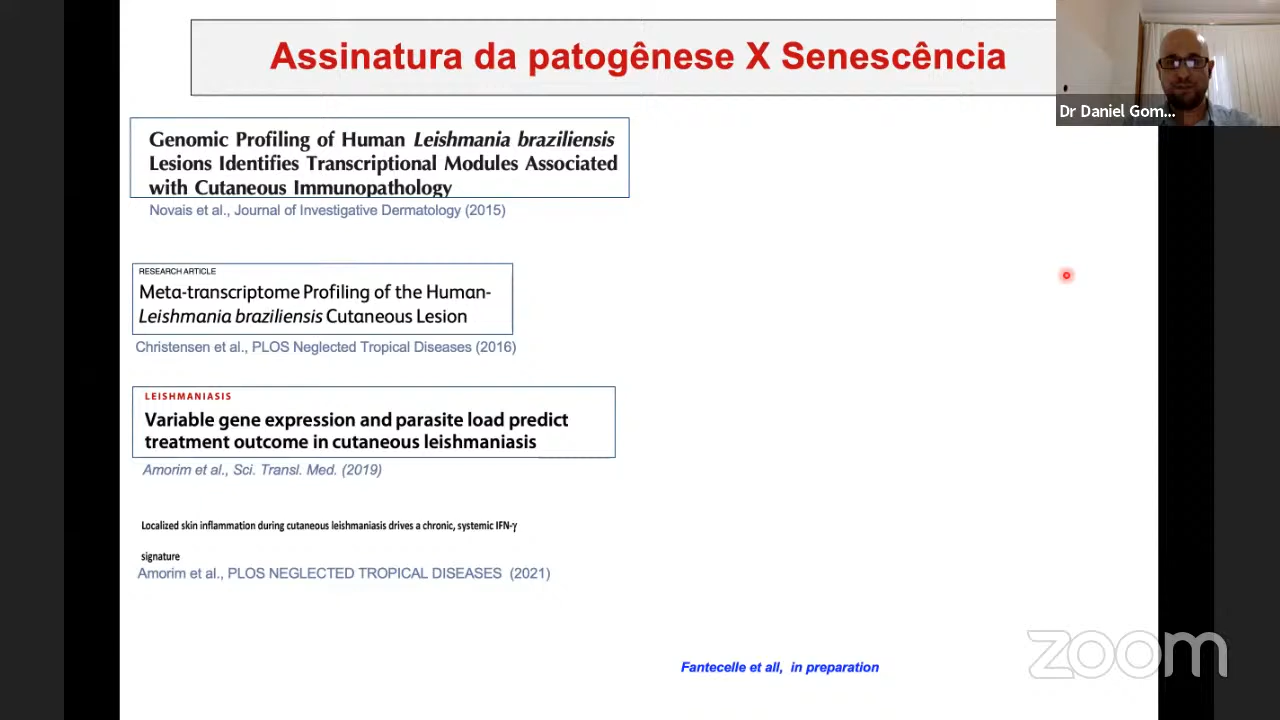 Assinatura da patogênese X Senescência
Dr Daniel Gom...
Genomic Profiling of Human Leishmania braziliensis
Lesions Identifies Transcriptional Modules Associated
with Cutaneous Immunopathology
Novais et al., Journal of Investigative Dermatology (2015)
RESEARCH ARTICLE
Meta-transcriptome Profiling of the Human-
Leishmania braziliensis Cutaneous Lesion
Christensen et al., PLOS Neglected Tropical Diseases (2016)
LEISHMANIASIS
Variable gene expression and parasite load predict
treatment outcome in cutaneous leishmaniasis
Amorim et al., Sci. Transl. Med. (2019)
Localized skin inflammation during cutaneous leishmaniasis drives a chronic, systemic IFN-γ
signature
Amorim et al., PLOS NEGLECTED TROPICAL DISEASES (2021)
Fantecelle et all, in preparation
zoom